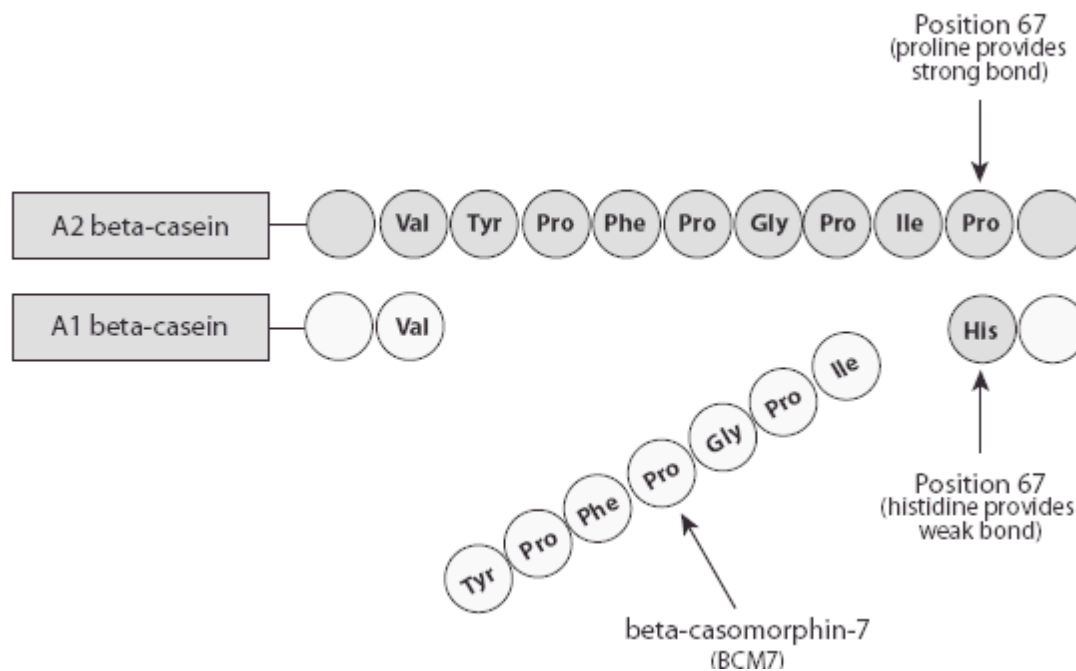 Position 67
(proline provides
strong bond)
A2 beta-casein
Val Tyr Pro Phe Pro Gly Pro Ile Pro
A1 beta-casein
Val
His
Tyr Pro Phe Pro Gly Pro Ile
Position 67
(histidine provides
weak bond)
beta-casomorphin-7
(BCM7)